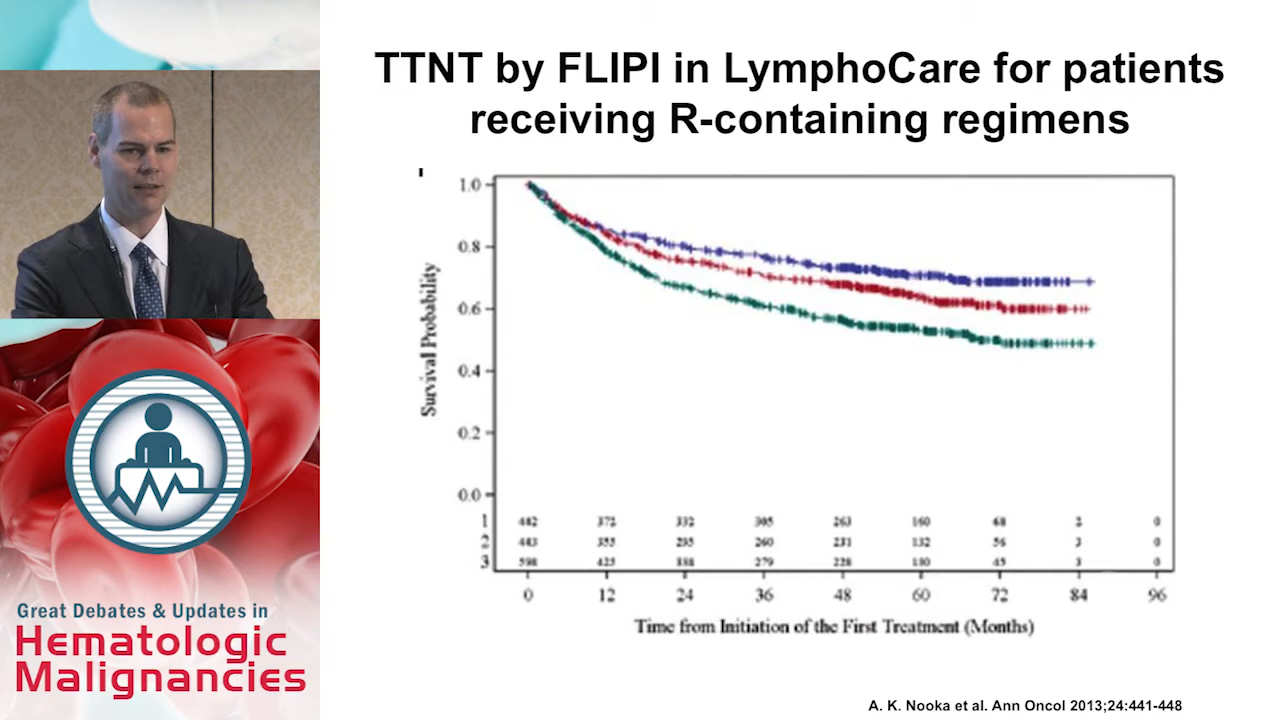 TTNT by FLIPI in LymphoCare for patients
receiving R-containing regimens
Survival Probability
1.0
0.8
0.6
0.4
0.2
0.0
1 482 372 332 305 263 160 68 2 0
2 483 355 295 260 231 132 56 3 0
3 598 425 279 228 130 45 3 0
0 12 24 36 48 60 72 84 96
Time from Initiation of the First Treatment (Months)
A. K. Nooka et al. Ann Oncol 2013;24:441-448
Great Debates & Updates in
Hematologic
Malignancies